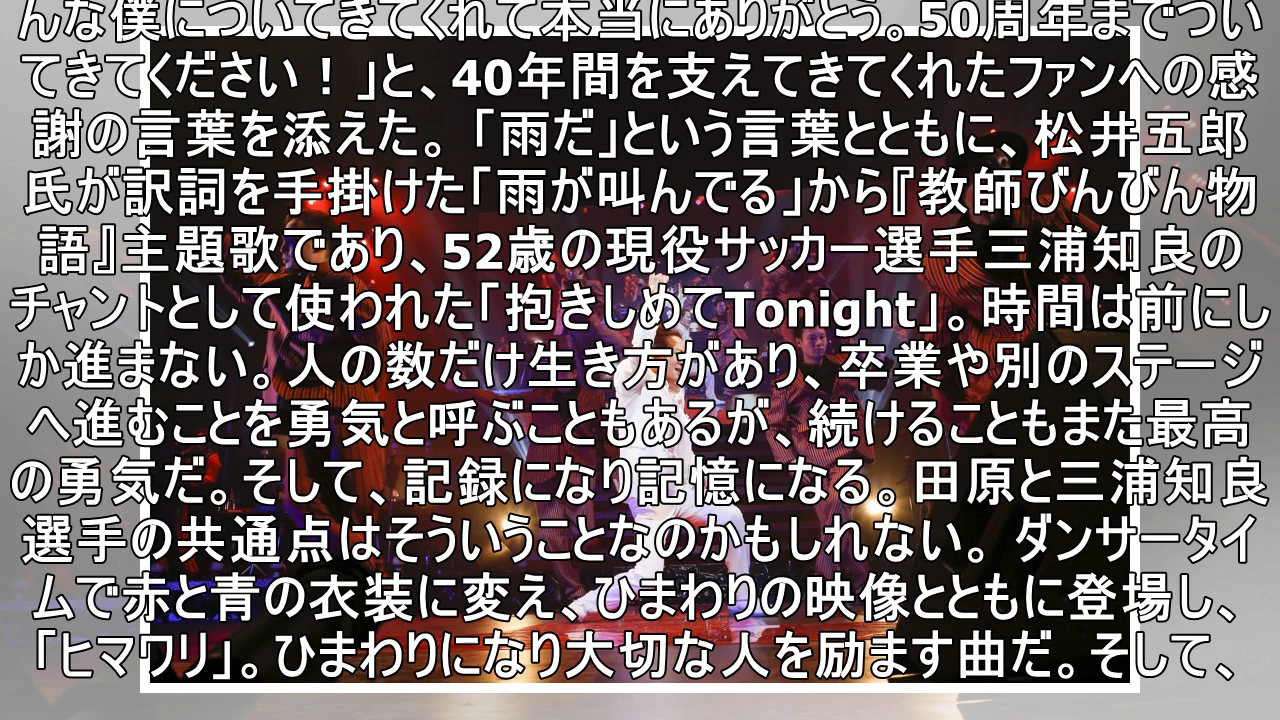 んな僕についてきてくれて本当にありがとう。50周年までつい
てきてください！」と、40年間を支えてきてくれたファンへの感
謝の言葉を添えた。「雨だ」という言葉とともに、松井五郎
氏が訳詞を手掛けた「雨が叫んでる」から『教師びんびん物
語』主題歌であり、52歳の現役サッカー選手三浦知良の
チャントとして使われた「抱きしめてTonight」。時間は前にし
か進まない。人の数だけ生き方があり、卒業や別のステージ
へ進むことを勇気と呼ぶこともあるが、続けることもまた最高
の勇気だ。そして、記録になり記憶になる。田原と三浦知良
選手の共通点はそういうことなのかもしれない。ダンサータイ
ムで赤と青の衣装に変え、ひまわりの映像とともに登場し、
「ヒマワリ」。ひまわりになり大切な人を励ます曲だ。そして、